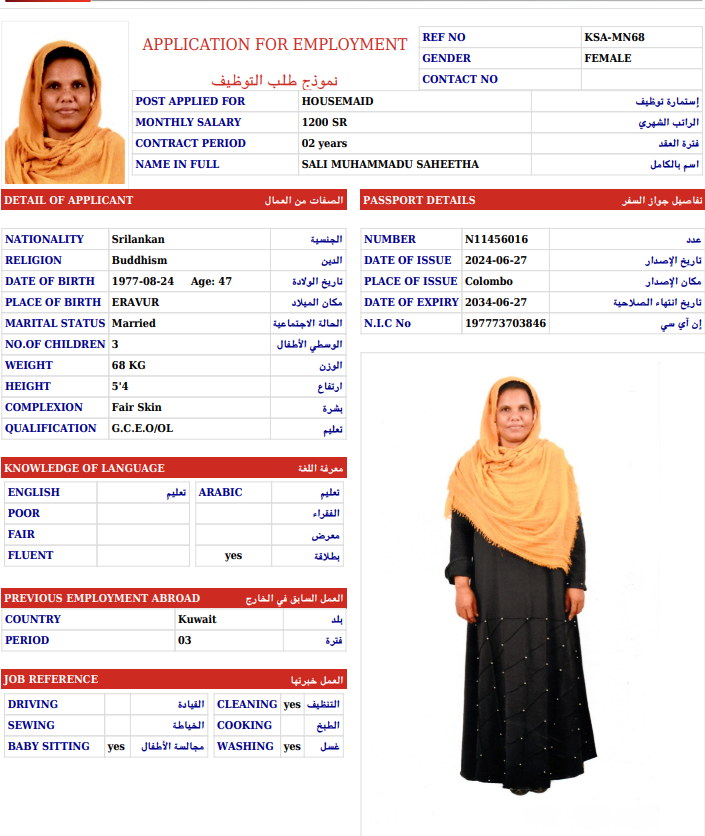 APPLICATION FOR EMPLOYMENT
نموذج طلب التوظيف
REF NO KSA-MN68
GENDER FEMALE
CONTACT NO
POST APPLIED FOR HOUSEMAID إستمارة توظيف
MONTHLY SALARY 1200 SR الراتب الشهري
CONTRACT PERIOD 02 years فترة العقد
NAME IN FULL SALI MUHAMMADU SAHEETHA اسم بالكامل
DETAIL OF APPLICANT الصفات من العمال
NATIONALITY Srilankan الجنسية
RELIGION Buddhism الدين
DATE OF BIRTH 1977-08-24 Age: 47 تاريخ الولادة
PLACE OF BIRTH ERAVUR مكان الميلاد
MARITAL STATUS Married الحالة الاجتماعية
NO.OF CHILDREN 3 الوسطي الأطفال
WEIGHT 68 KG الوزن
HEIGHT 5'4 ارتفاع
COMPLEXION Fair Skin بشرة
QUALIFICATION G.C.E.O/OL تعليم
PASSPORT DETAILS تفاصيل جواز السفر
NUMBER N11456016 عدد
DATE OF ISSUE 2024-06-27 تاريخ الإصدار
PLACE OF ISSUE Colombo مكان الإصدار
DATE OF EXPIRY 2034-06-27 تاريخ انتهاء الصلاحية
N.I.C No 197773703846 إن آي سي
KNOWLEDGE OF LANGUAGE معرفة اللغة
ENGLISH تعليم ARABIC تعليم
POOR الفقراء
FAIR معرض
FLUENT yes بطلاقة
PREVIOUS EMPLOYMENT ABROAD العمل السابق في الخارج
COUNTRY Kuwait بلد
PERIOD 03 فترة
JOB REFERENCE العمل خبرتها
DRIVING القيادة CLEANING yes التنظيف
SEWING الخياطة COOKING الطبخ
BABY SITTING yes مجالسة الأطفال WASHING yes غسل